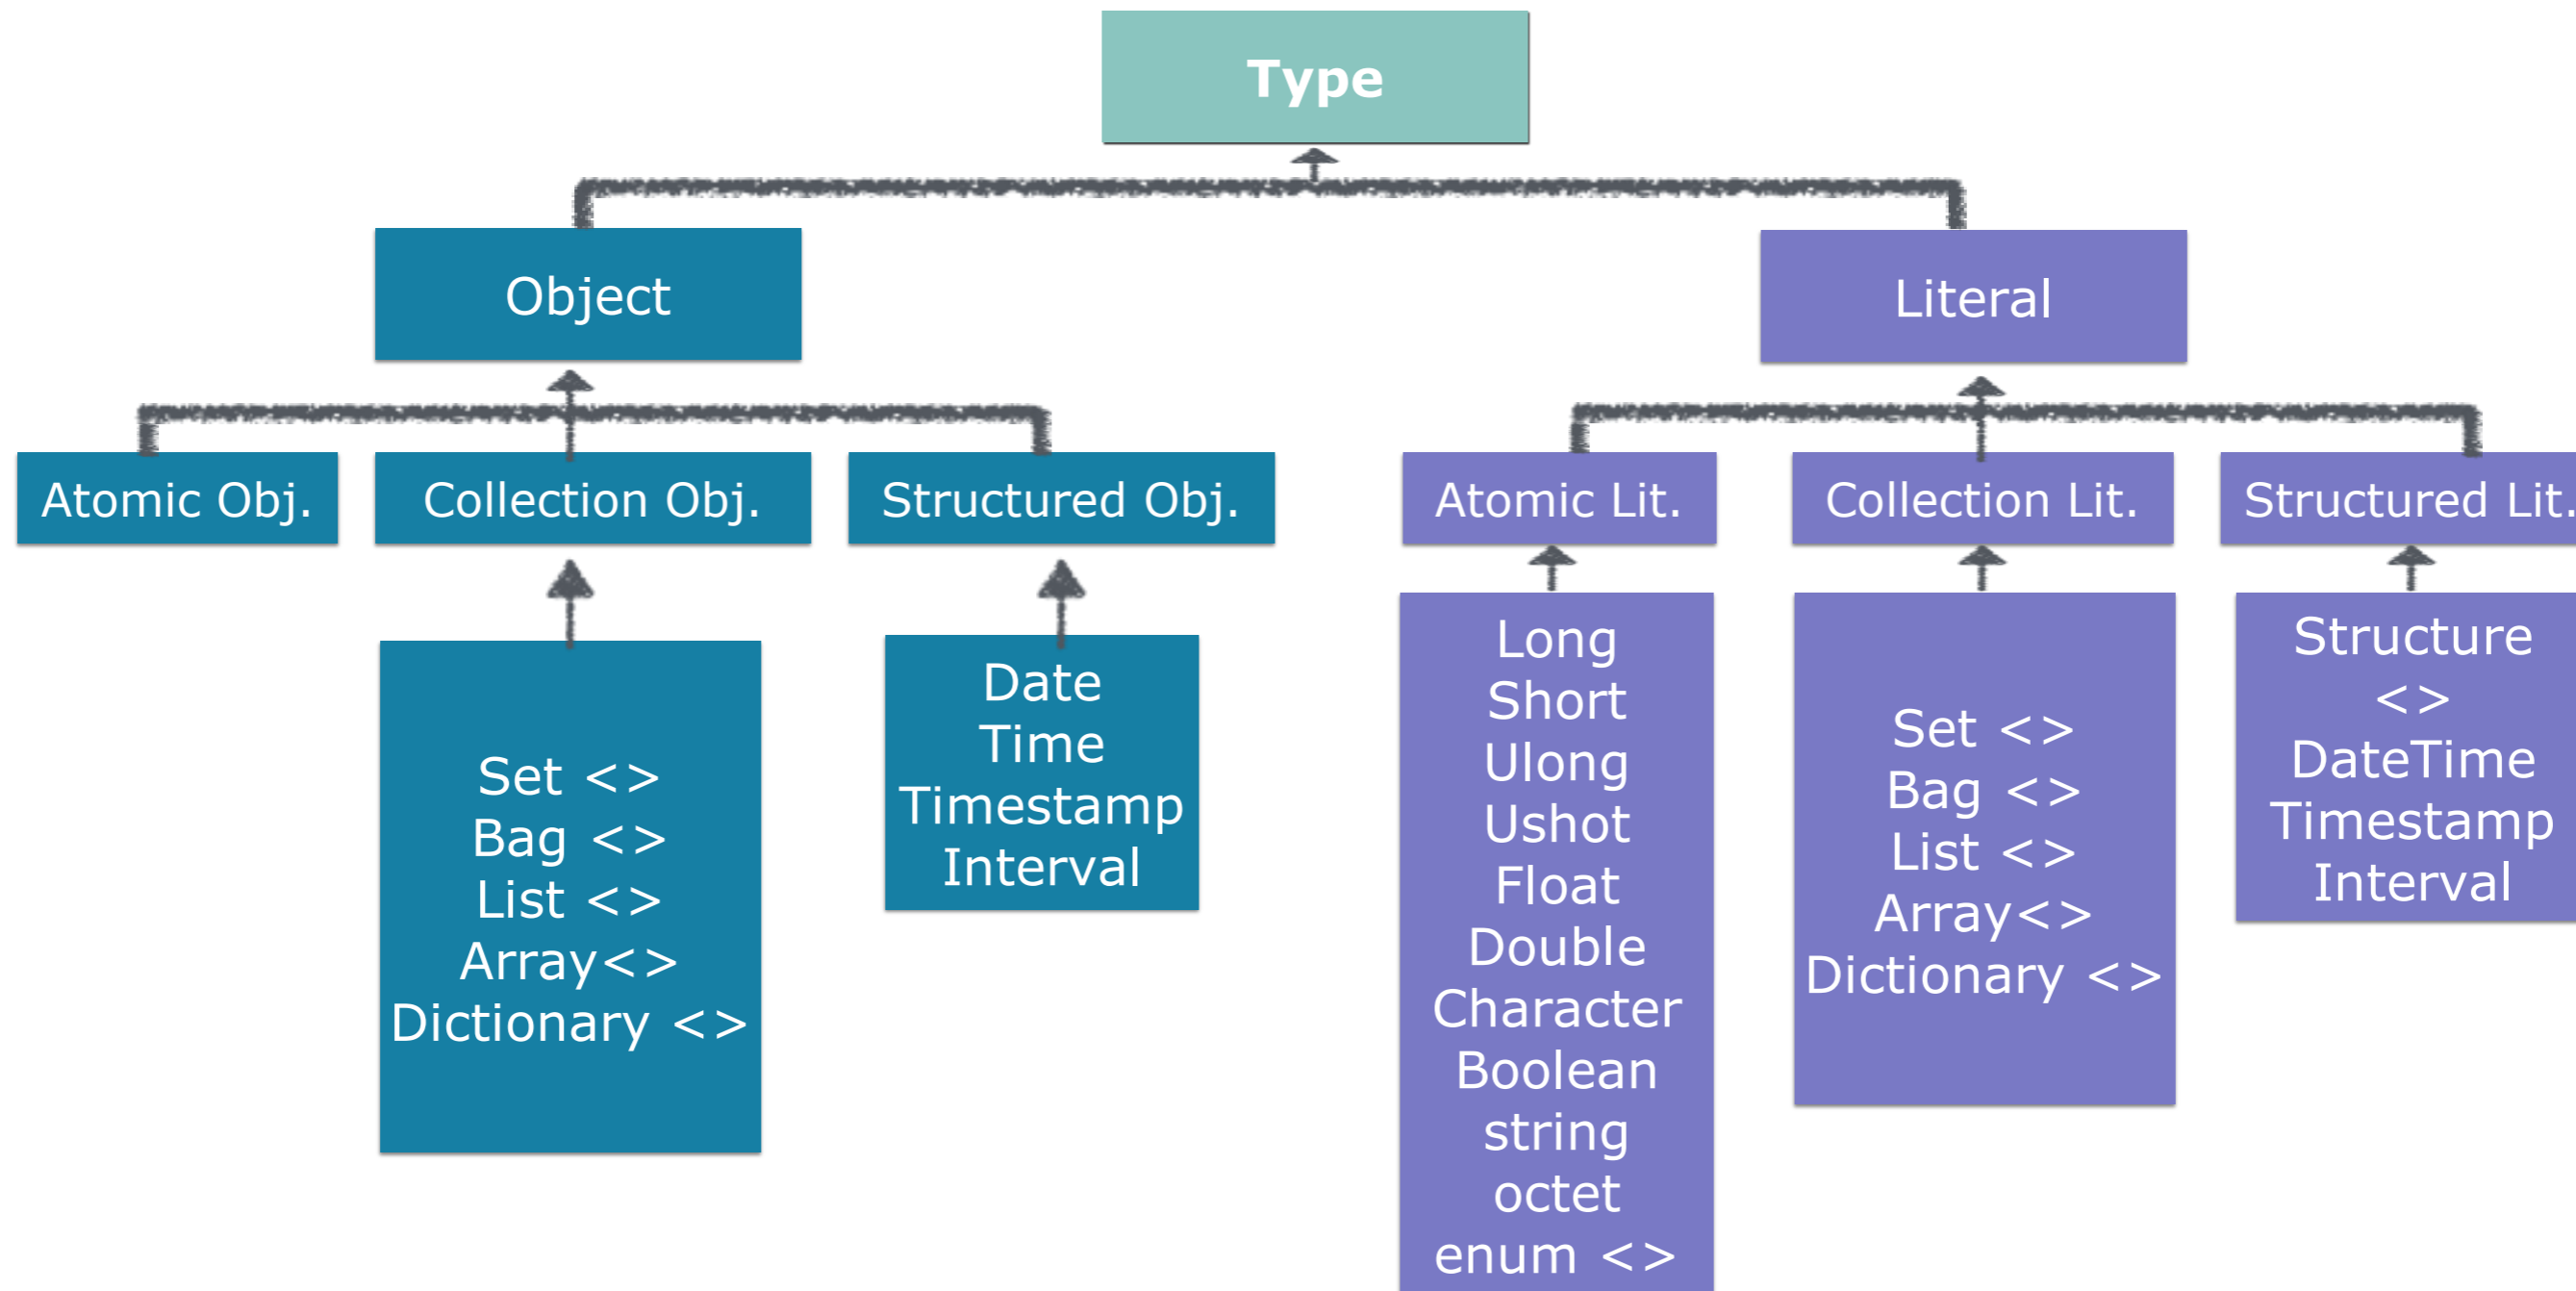 Type
Object
Literal
Atomic Obj.
Collection Obj.
Structured Obj.
Atomic Lit.
Collection Lit.
Structured Lit.
Set <>
Bag <>
List <>
Array<>
Dictionary <>
Date
Time
Timestamp
Interval
Long
Short
Ulong
Ushot
Float
Double
Character
Boolean
string
octet
enum <>
Set <>
Bag <>
List <>
Array<>
Dictionary <>
Structure
<>
DateTime
Timestamp
Interval